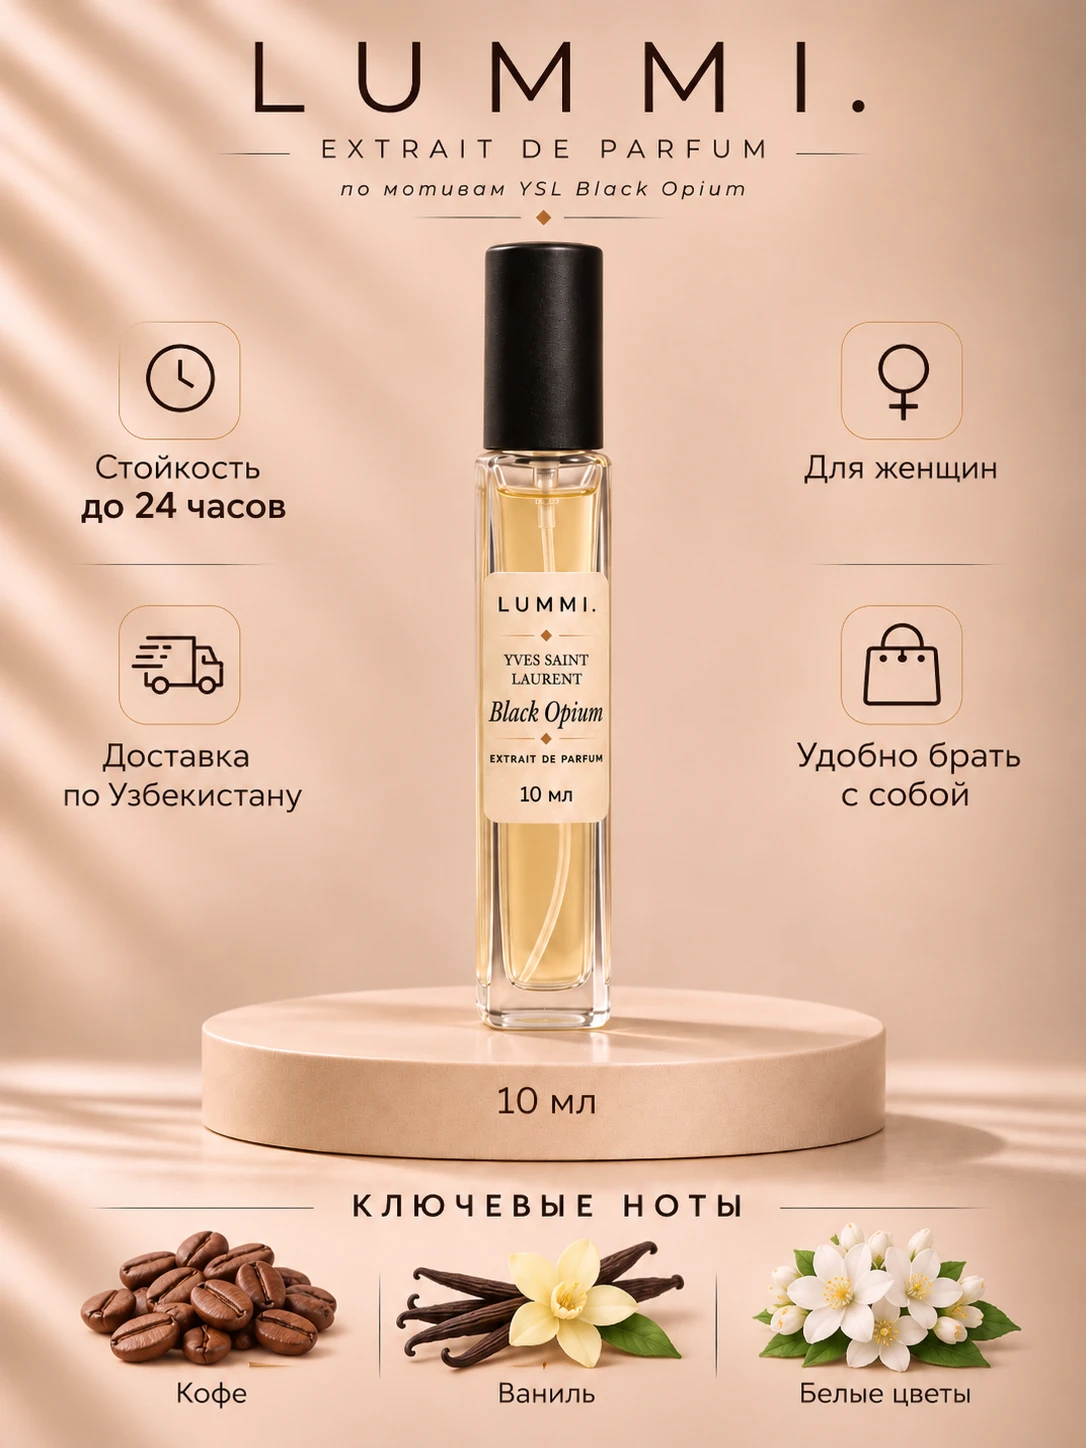 LUMMI.
EXTRAIT DE PARFUM
по мотивам YSL Black Opium
Стойкость
до 24 часов
Для женщин
Доставка
по Узбекистану
Удобно брать
с собой
LUMMI.
YVES SAINT
LAURENT
Black Opium
EXTRAIT DE PARFUM
10 мл
10 мл
КЛЮЧЕВЫЕ НОТЫ
Кофе
Ваниль
Белые цветы